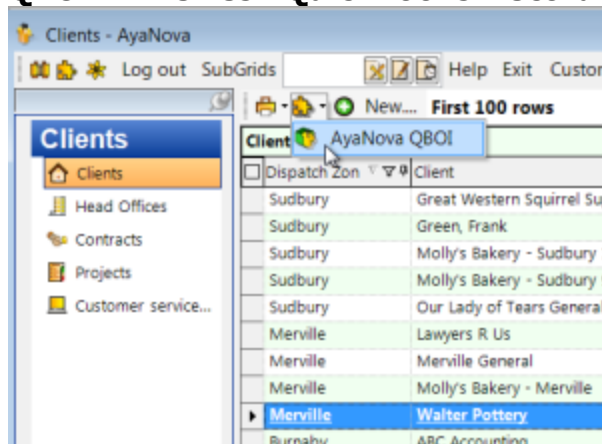 Clients - AyaNova
Log out SubGrids Help Exit Custom
New.... First 100 rows
Clients
Client AyaNova QBOI
Clients
Dispatch Zon Client
Head Offices
Contracts
Projects
Customer service...
Sudbury Great Western Squirrel Su
Sudbury Green, Frank
Sudbury Molly's Bakery - Sudbury
Sudbury Molly's Bakery - Sudbury
Sudbury Our Lady of Tears General
Merville Lawyers R Us
Merville Merville General
Merville Molly's Bakery - Merville
Merville Walter Pottery
Burnaby ABC Accounting